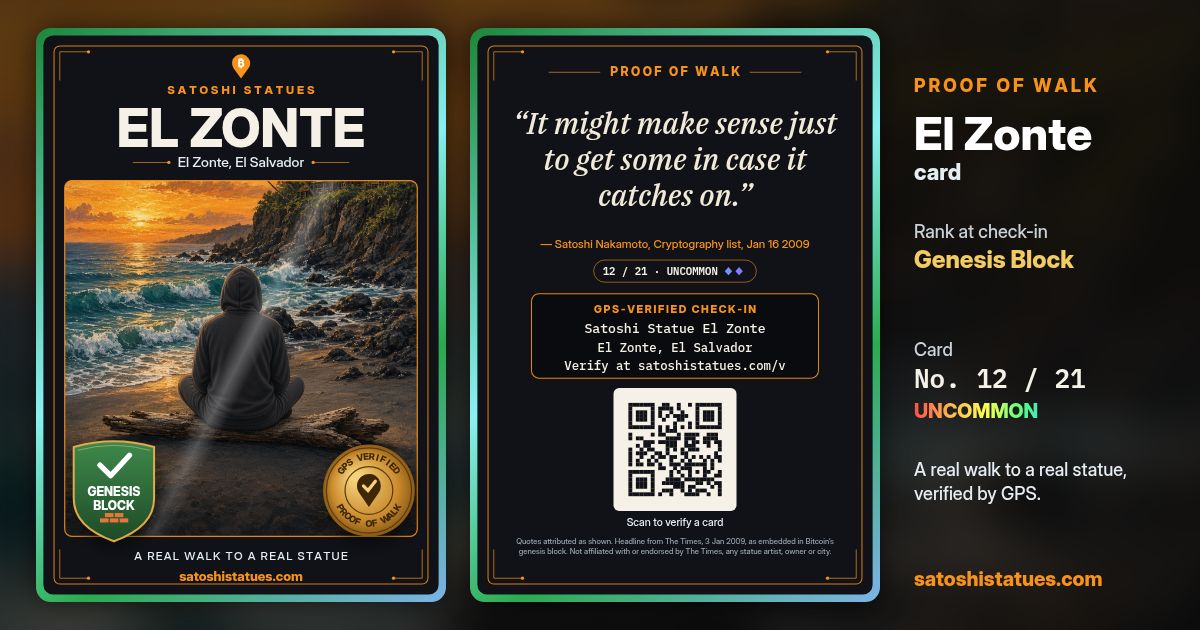 ₿
SATOSHI STATUES
EL ZONTE
El Zonte, El Salvador
GENESIS
BLOCK
GPS VERIFIED
PROOF OF WALK
A REAL WALK TO A REAL STATUE
satoshistatues.com
PROOF OF WALK
“It might make sense just
to get some in case it
catches on.”
— Satoshi Nakamoto, Cryptography list, Jan 16 2009
12 / 21 · UNCOMMON
GPS-VERIFIED CHECK-IN
Satoshi Statue El Zonte
El Zonte, El Salvador
Verify at satoshistatues.com/v
Scan to verify a card
Quotes attributed as shown. Headline from The Times, 3 Jan 2009, as embedded in Bitcoin's
genesis block. Not affiliated with or endorsed by The Times, any statue artist, owner or city.
PROOF OF WALK
El Zonte
card
Rank at check-in
Genesis Block
Card
No. 12 / 21
UNCOMMON
A real walk to a real statue,
verified by GPS.
satoshistatues.com